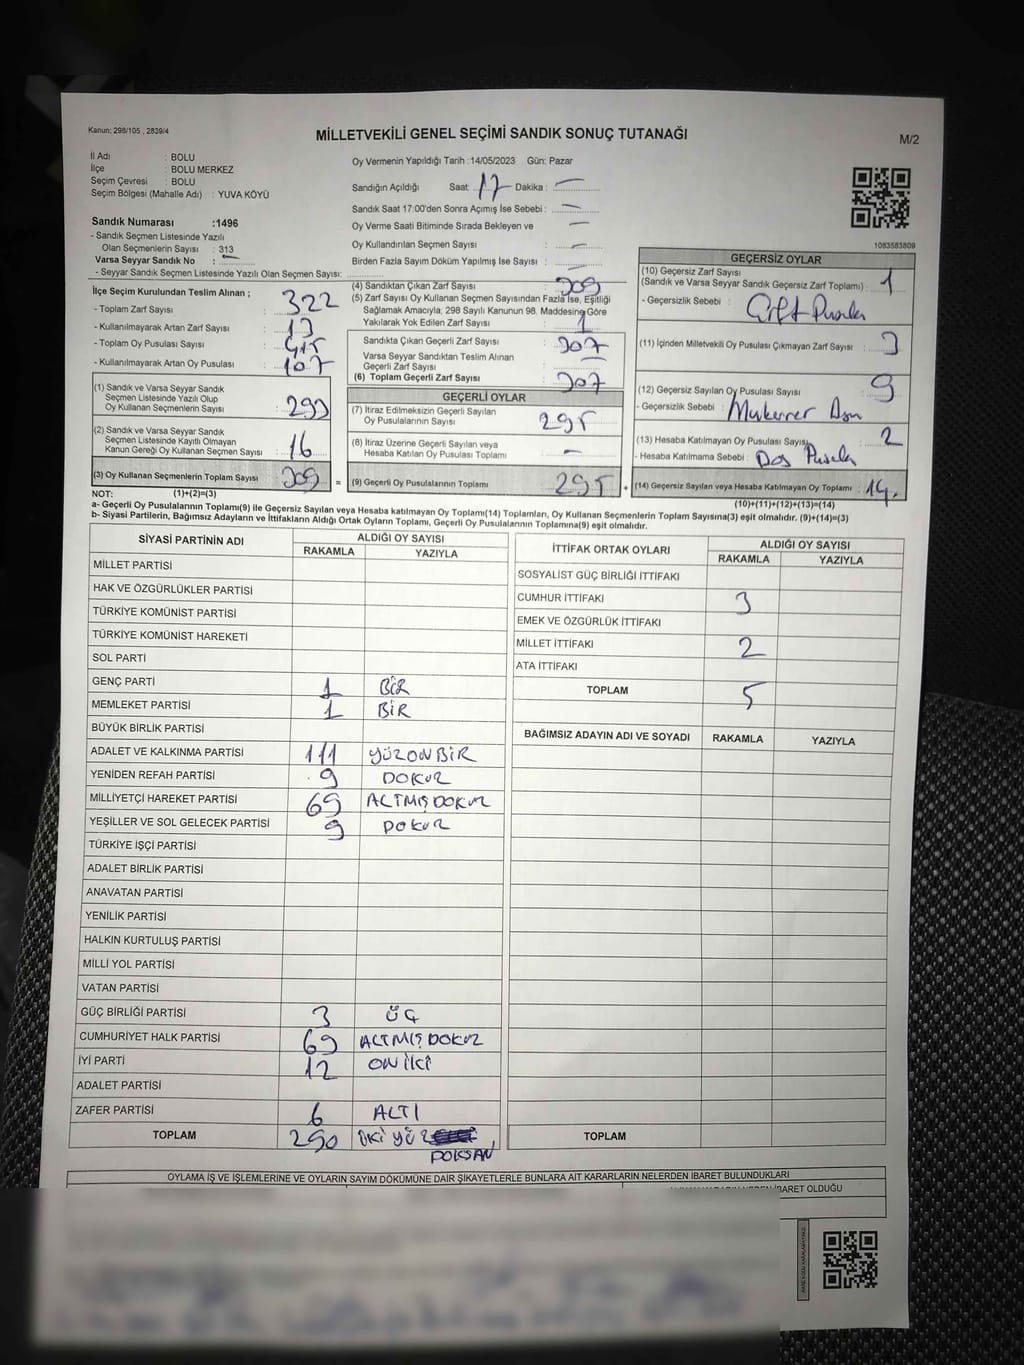 Kanun: 298/105 , 2839/4
MİLLETVEKİLİ GENEL SEÇİMİ SANDIK SONUÇ TUTANAĞI
M/2
İl Adı : BOLU
İlçe : BOLU MERKEZ
Seçim Çevresi : BOLU
Seçim Bölgesi (Mahalle Adı) : YUVA KÖYÜ
Sandık Numarası :1496
- Sandık Seçmen Listesinde Yazılı
Olan Seçmenlerin Sayısı : 313
Varsa Seyyar Sandık No : –
- Seyyar Sandık Seçmen Listesinde Yazılı Olan Seçmen Sayısı:
Oy Vermenin Yapıldığı Tarih :14/05/2023 Gün: Pazar
Sandığın Açıldığı Saat: 17 Dakika : –
Sandık Saat 17:00'den Sonra Açımış İse Sebebi : –
Oy Verme Saati Bitiminde Sırada Bekleyen ve –
Oy Kullandırılan Seçmen Sayısı : –
Birden Fazla Sayım Döküm Yapılmış İse Sayısı : –
1083583809
İlçe Seçim Kurulundan Teslim Alınan ;
- Toplam Zarf Sayısı : 322
- Kullanılmayarak Artan Zarf Sayısı : 13
- Toplam Oy Pusulası Sayısı : 415
- Kullanılmayarak Artan Oy Pusulası : 107
(1) Sandık ve Varsa Seyyar Sandık
Seçmen Listesinde Yazılı Olup
Oy Kullanan Seçmenlerin Sayısı : 293
(2) Sandık ve Varsa Seyyar Sandık
Seçmen Listesinde Kayıtlı Olmayan
Kanun Gereği Oy Kullanan Seçmen Sayısı : 16
(3) Oy Kullanan Seçmenlerin Toplam Sayısı 309 =
(4) Sandıktan Çıkan Zarf Sayısı : 309
(5) Zarf Sayısı Oy Kullanan Seçmen Sayısından Fazla İse, Eşitliği
Sağlamak Amacıyla; 298 Sayılı Kanunun 98. Maddesine Göre
Yakılarak Yok Edilen Zarf Sayısı : 1
Sandıkta Çıkan Geçerli Zarf Sayısı : 307
Varsa Seyyar Sandıktan Teslim Alınan
Geçerli Zarf Sayısı : –
(6) Toplam Geçerli Zarf Sayısı : 307
GEÇERLİ OYLAR
(7) İtiraz Edilmeksizin Geçerli Sayılan
Oy Pusulalarının Sayısı : 295
(8) İtiraz Üzerine Geçerli Sayılan veya
Hesaba Katılan Oy Pusulası Toplamı : –
(9) Geçerli Oy Pusulalarının Toplamı : 295 +
GEÇERSİZ OYLAR
(10) Geçersiz Zarf Sayısı
(Sandık ve Varsa Seyyar Sandık Geçersiz Zarf Toplamı) : 1
- Geçersizlik Sebebi : Çift Pusula
(11) İçinden Milletvekili Oy Pusulası Çıkmayan Zarf Sayısı : 3
(12) Geçersiz Sayılan Oy Pusulası Sayısı : 9
- Geçersizlik Sebebi : Mükerrer
(13) Hesaba Katılmayan Oy Pusulası Sayısı : 2
- Hesaba Katılmama Sebebi : Pusula
(14) Geçersiz Sayılan veya Hesaba Katılmayan Oy Toplamı : 14
NOT: (1)+(2)=(3)
(10)+(11)+(12)+(13)=(14)
a- Geçerli Oy Pusulalarının Toplamı(9) ile Geçersiz Sayılan veya Hesaba katılmayan Oy Toplamı(14) Toplamları, Oy Kullanan Seçmenlerin Toplam Sayısına(3) eşit olmalıdır. (9)+(14)=(3)
b- Siyasi Partilerin, Bağımsız Adayların ve İttifakların Aldığı Ortak Oyların Toplamı, Geçerli Oy Pusulalarının Toplamına(9) eşit olmalıdır.
SİYASİ PARTİNİN ADI ALDIĞI OY SAYISI
RAKAMLA YAZIYLA
MİLLET PARTİSİ
HAK VE ÖZGÜRLÜKLER PARTİSİ
TÜRKİYE KOMÜNİST PARTİSİ
TÜRKİYE KOMÜNİST HAREKETİ
SOL PARTİ
GENÇ PARTİ 1 BİR
MEMLEKET PARTİSİ 1 BİR
BÜYÜK BİRLİK PARTİSİ
ADALET VE KALKINMA PARTİSİ 111 YÜZONBİR
YENİDEN REFAH PARTİSİ 9 DOKUZ
MİLLİYETÇİ HAREKET PARTİSİ 69 ALTMIŞDOKUZ
YEŞİLLER VE SOL GELECEK PARTİSİ 9 DOKUZ
TÜRKİYE İŞÇİ PARTİSİ
ADALET BİRLİK PARTİSİ
ANAVATAN PARTİSİ
YENİLİK PARTİSİ
HALKIN KURTULUŞ PARTİSİ
MİLLİ YOL PARTİSİ
VATAN PARTİSİ
GÜÇ BİRLİĞİ PARTİSİ 3 ÜÇ
CUMHURİYET HALK PARTİSİ 69 ALTMIŞDOKUZ
İYİ PARTİ 12 ONİKİ
ADALET PARTİSİ
ZAFER PARTİSİ 6 ALTI
TOPLAM 290 İKİ YÜZ
DOKSAN
İTTİFAK ORTAK OYLARI ALDIĞI OY SAYISI
RAKAMLA YAZIYLA
SOSYALİST GÜÇ BİRLİĞİ İTTİFAKI
CUMHUR İTTİFAKI 3
EMEK VE ÖZGÜRLÜK İTTİFAKI
MİLLET İTTİFAKI 2
ATA İTTİFAKI
TOPLAM 5
BAĞIMSIZ ADAYIN ADI VE SOYADI RAKAMLA YAZIYLA
TOPLAM
OYLAMA İŞ VE İŞLEMLERİNE VE OYLARIN SAYIM DÖKÜMÜNE DAİR ŞİKAYETLERLE BUNLARA AİT KARARLARIN NELERDEN İBARET BULUNDUKLARI
İBARET OLDUĞU